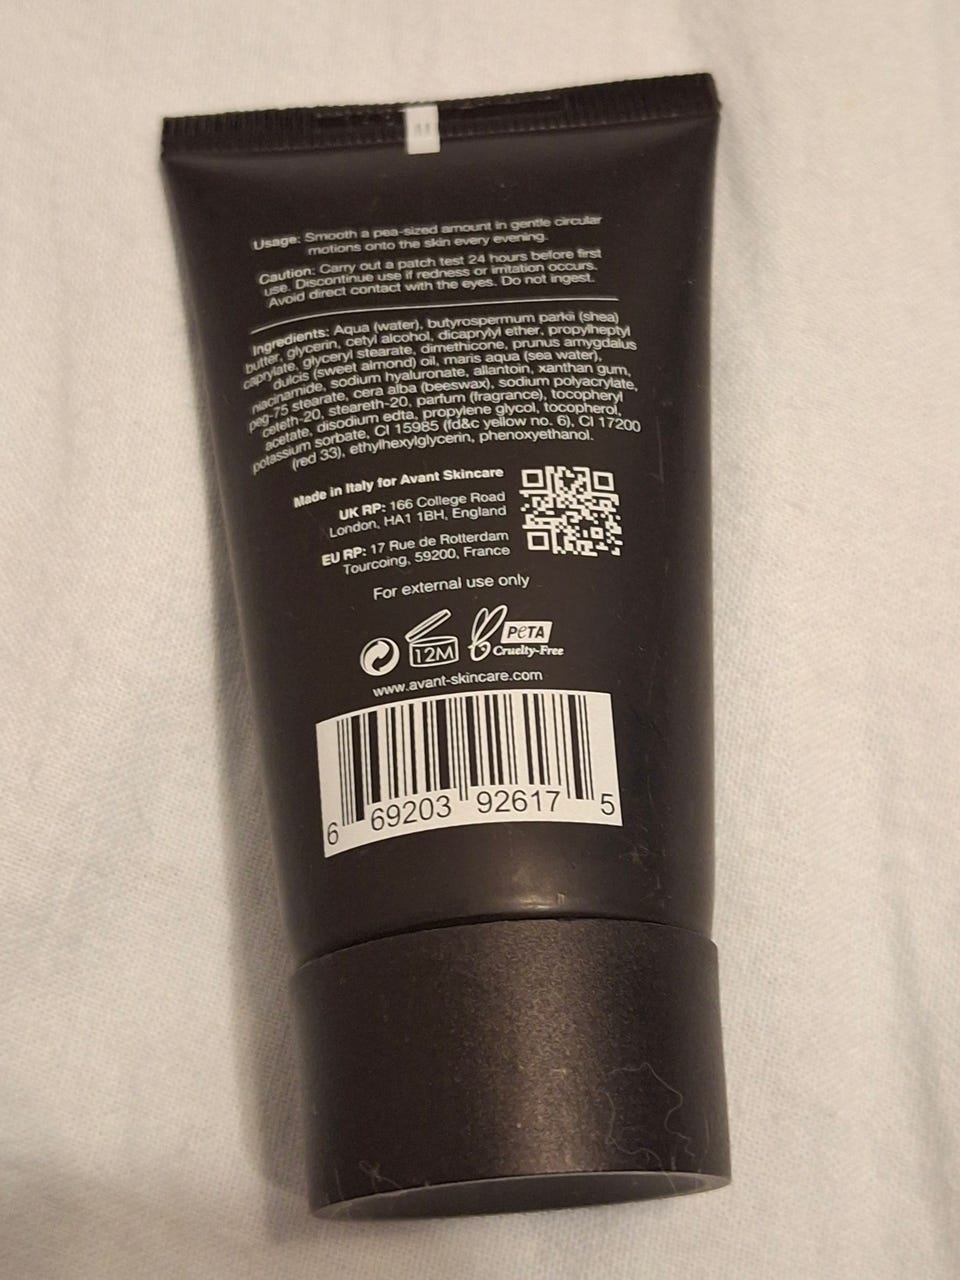 Usage: Smooth a pea-sized amount in gentle circular
motions onto the skin every evening.
Caution: Carry out a patch test 24 hours before first
use. Discontinue use if redness or irritation occurs.
Avoid direct contact with the eyes. Do not ingest.
Ingredients: Aqua (water), butyrospermum parkii (shea)
butter, glycerin, cetyl alcohol, dicaprylyl ether, propylheptyl
caprylate, glyceryl stearate, dimethicone, prunus amygdalus
dulcis (sweet almond) oil, maris aqua (sea water),
niacinamide, sodium hyaluronate, allantoin, xanthan gum,
peg-75 stearate, cera alba (beeswax), sodium polyacrylate,
ceteth-20, steareth-20, parfum (fragrance), tocopheryl
acetate, disodium edta, propylene glycol, tocopherol,
potassium sorbate, CI 15985 (fd&c yellow no. 6), CI 17200
(red 33), ethylhexylglycerin, phenoxyethanol.
Made in Italy for Avant Skincare
UK RP: 166 College Road
London, HA1 1BH, England
EU RP: 17 Rue de Rotterdam
Tourcoing, 59200, France
For external use only
12M
PeTA
Cruelty-Free
www.avant-skincare.com
6 69203 92617 5